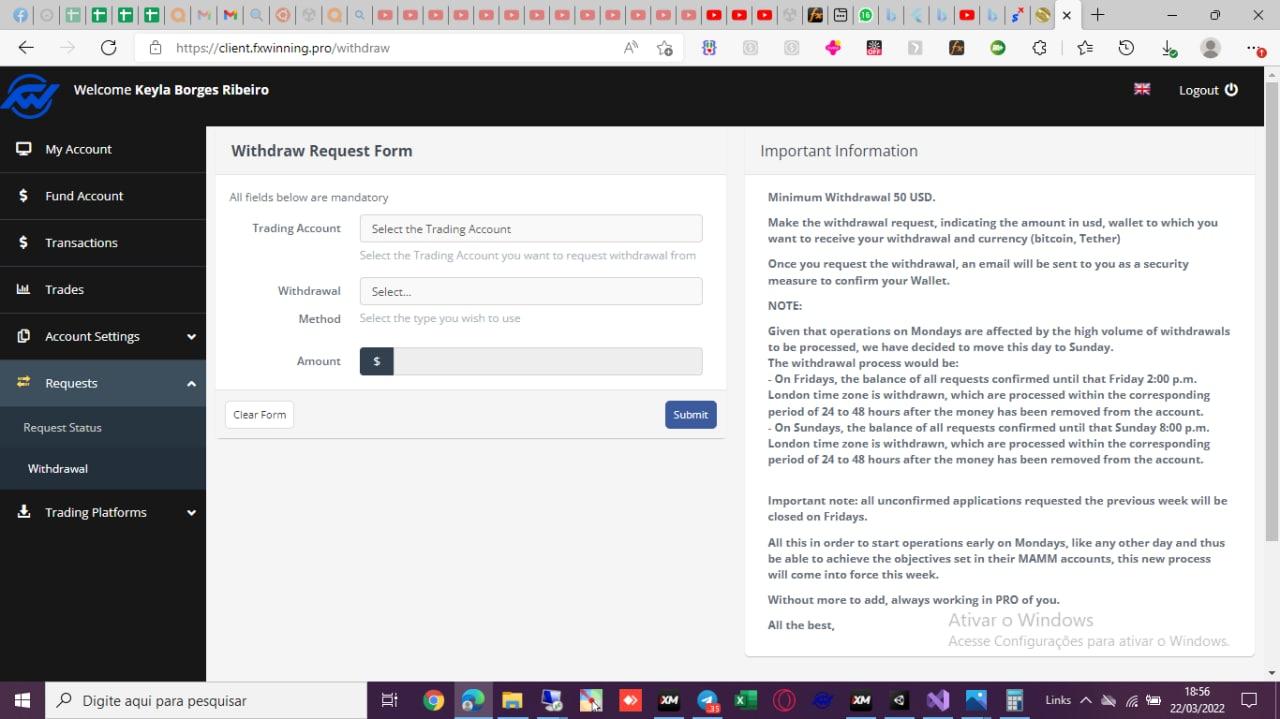 https://client.fxwinning.pro/withdraw
Welcome Keyla Borges Ribeiro
Logout
My Account
Fund Account
Transactions
Trades
Account Settings
Requests
Request Status
Withdrawal
Trading Platforms
Withdraw Request Form
All fields below are mandatory
Trading Account
Select the Trading Account
Select the Trading Account you want to request withdrawal from
Withdrawal
Method
Select...
Select the type you wish to use
Amount
$
Clear Form
Submit
Important Information
Minimum Withdrawal 50 USD.
Make the withdrawal request, indicating the amount in usd, wallet to which you
want to receive your withdrawal and currency (bitcoin, Tether)
Once you request the withdrawal, an email will be sent to you as a security
measure to confirm your Wallet.
NOTE:
Given that operations on Mondays are affected by the high volume of withdrawals
to be processed, we have decided to move this day to Sunday.
The withdrawal process would be:
- On Fridays, the balance of all requests confirmed until that Friday 2:00 p.m.
London time zone is withdrawn, which are processed within the corresponding
period of 24 to 48 hours after the money has been removed from the account.
- On Sundays, the balance of all requests confirmed until that Sunday 8:00 p.m.
London time zone is withdrawn, which are processed within the corresponding
period of 24 to 48 hours after the money has been removed from the account.
Important note: all unconfirmed applications requested the previous week will be
closed on Fridays.
All this in order to start operations early on Mondays, like any other day and thus
be able to achieve the objectives set in their MAMM accounts, this new process
will come into force this week.
Without more to add, always working in PRO of you.
All the best,
Ativar o Windows
Acesse Configurações para ativar o Windows.
Digite aqui para pesquisar
XM
35
XM
Links
18:56
22/03/2022